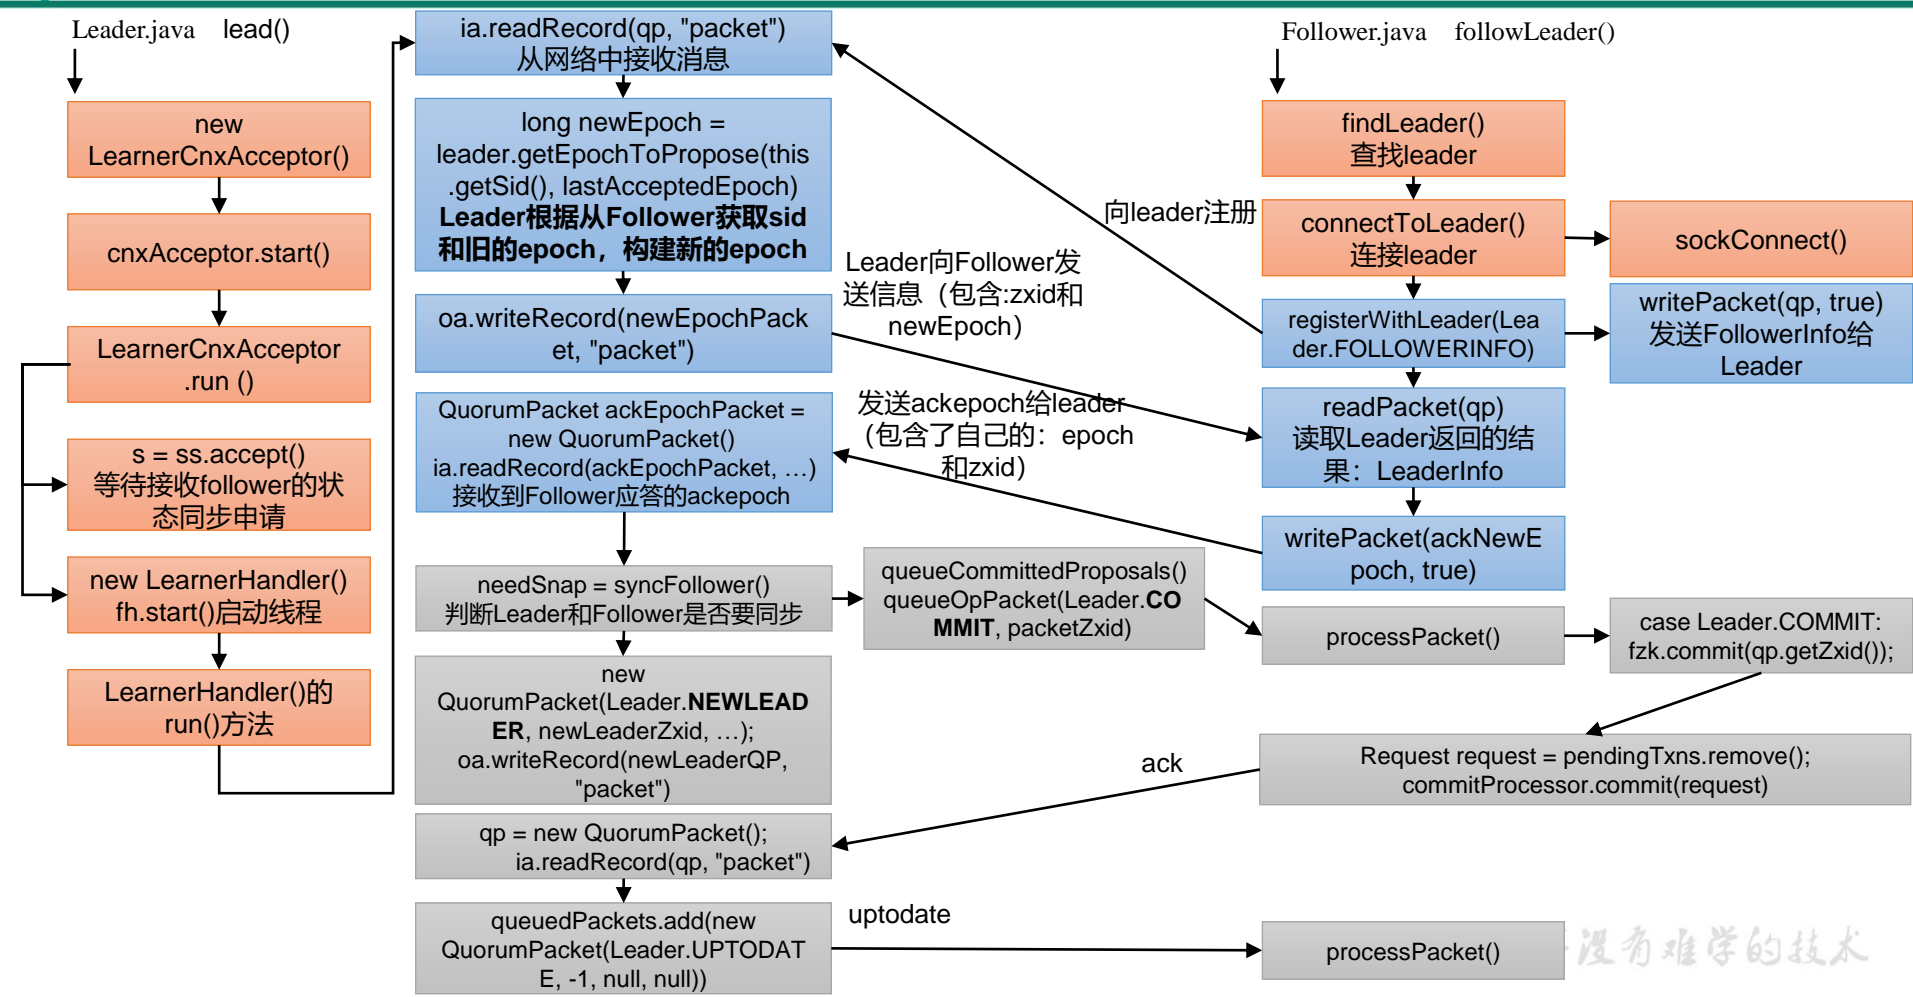 Leader.java lead()
new
LearnerCnxAcceptor()
cnxAcceptor.start()
LearnerCnxAcceptor
.run ()
s = ss.accept()
等待接收follower的状
态同步申请
new LearnerHandler()
fh.start()启动线程
LearnerHandler()的
run()方法
ia.readRecord(qp, "packet")
从网络中接收消息
long newEpoch =
leader.getEpochToPropose(this
.getSid(), lastAcceptedEpoch)
Leader根据从Follower获取sid
和旧的epoch，构建新的epoch
oa.writeRecord(newEpochPack
et, "packet")
QuorumPacket ackEpochPacket =
new QuorumPacket()
ia.readRecord(ackEpochPacket, …)
接收到Follower应答的ackepoch
needSnap = syncFollower()
判断Leader和Follower是否要同步
new
QuorumPacket(Leader.NEWLEAD
ER, newLeaderZxid, …);
oa.writeRecord(newLeaderQP,
"packet")
qp = new QuorumPacket();
ia.readRecord(qp, "packet")
queuedPackets.add(new
QuorumPacket(Leader.UPTODAT
E, -1, null, null))
向leader注册
Leader向Follower发
送信息（包含:zxid和
newEpoch）
发送ackepoch给leader
（包含了自己的：epoch
和zxid）
queueCommittedProposals()
queueOpPacket(Leader.CO
MMIT, packetZxid)
ack
uptodate
Follower.java followLeader()
findLeader()
查找leader
connectToLeader()
连接leader
sockConnect()
registerWithLeader(Lea
der.FOLLOWERINFO)
writePacket(qp, true)
发送FollowerInfo给
Leader
readPacket(qp)
读取Leader返回的结
果：LeaderInfo
writePacket(ackNewE
poch, true)
processPacket()
case Leader.COMMIT:
fzk.commit(qp.getZxid());
Request request = pendingTxns.remove();
commitProcessor.commit(request)
processPacket()
没有难学的技术